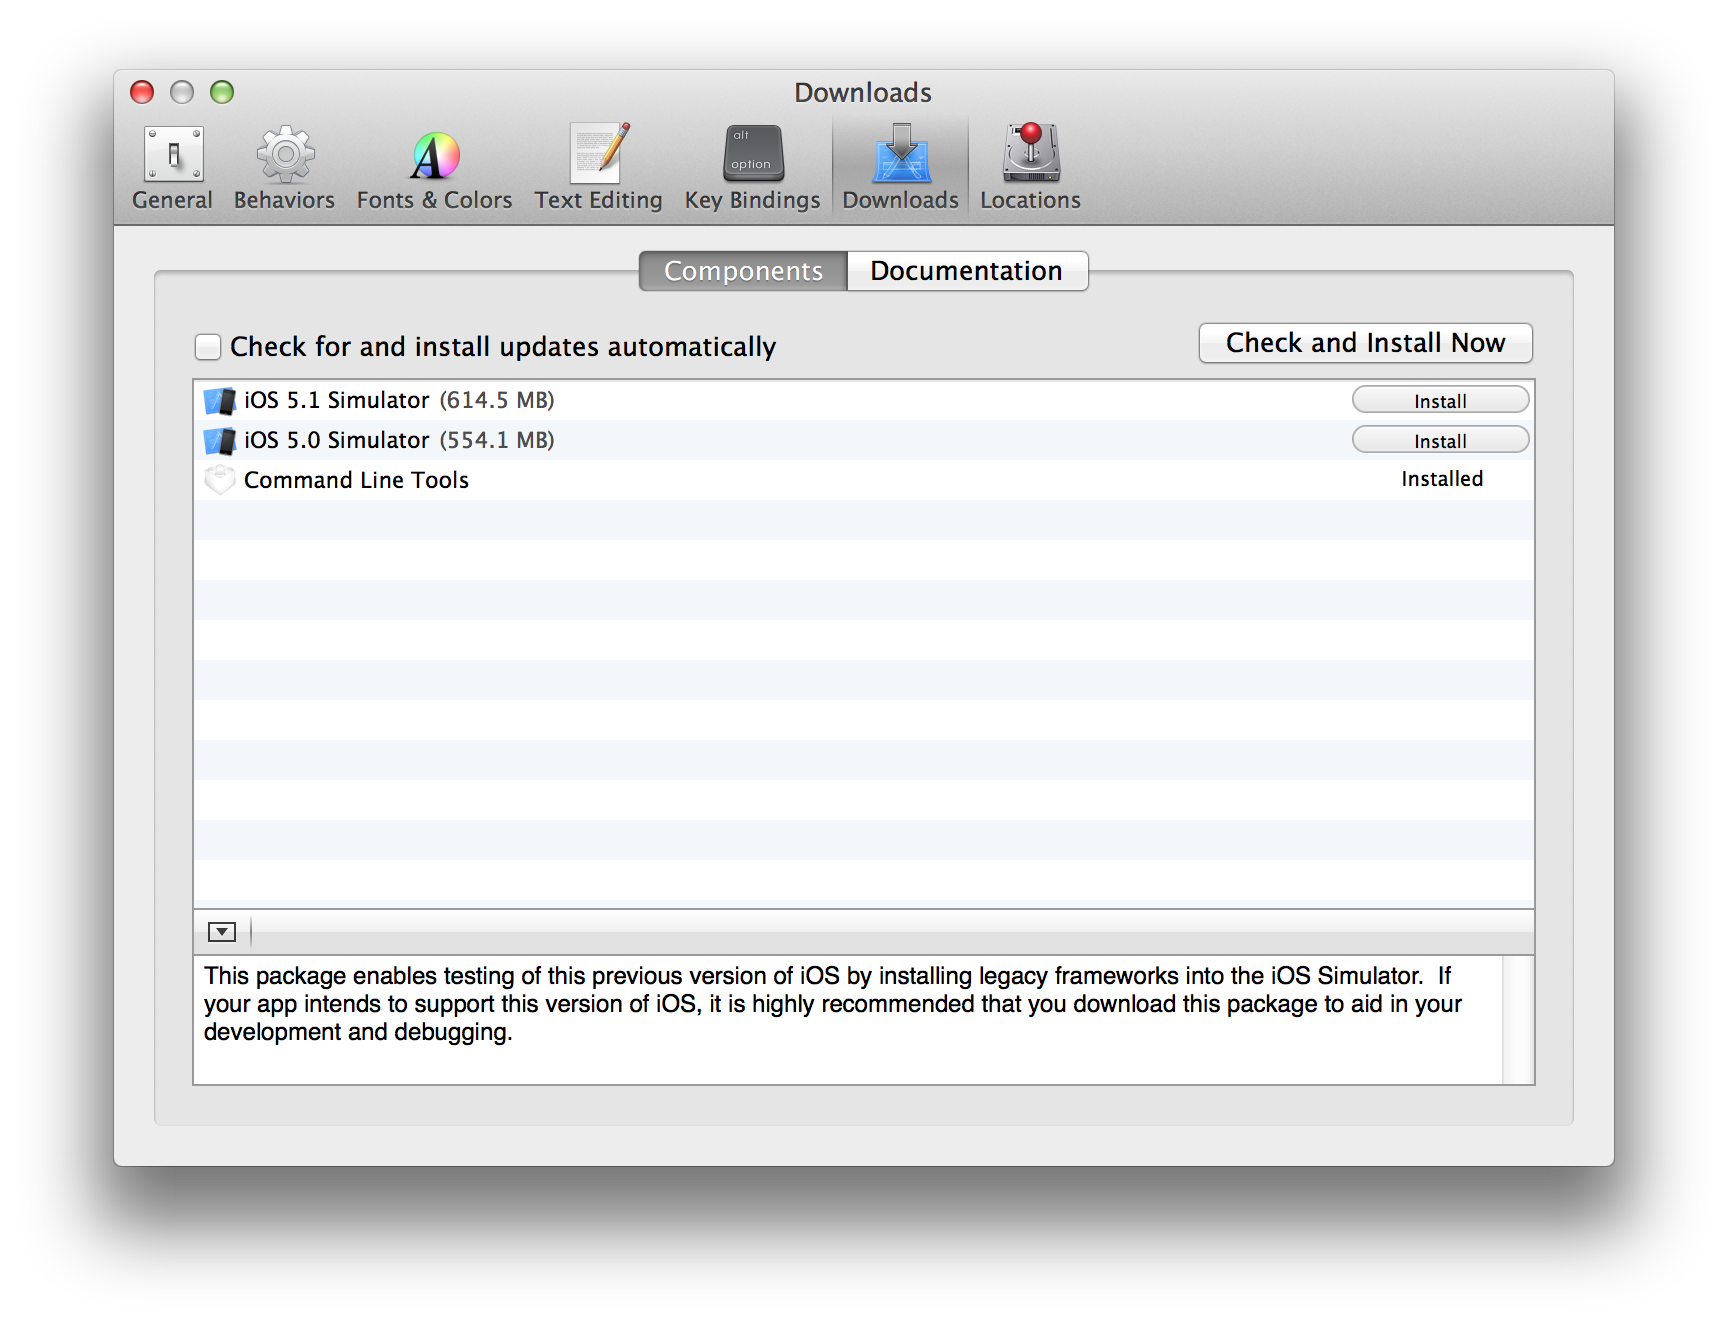 Downloads
alt
option
General Behaviors Fonts & Colors Text Editing Key Bindings Downloads Locations
Components Documentation
Check for and install updates automatically Check and Install Now
iOS 5.1 Simulator (614.5 MB) Install
iOS 5.0 Simulator (554.1 MB) Install
Command Line Tools Installed
This package enables testing of this previous version of iOS by installing legacy frameworks into the iOS Simulator.  If
your app intends to support this version of iOS, it is highly recommended that you download this package to aid in your
development and debugging.